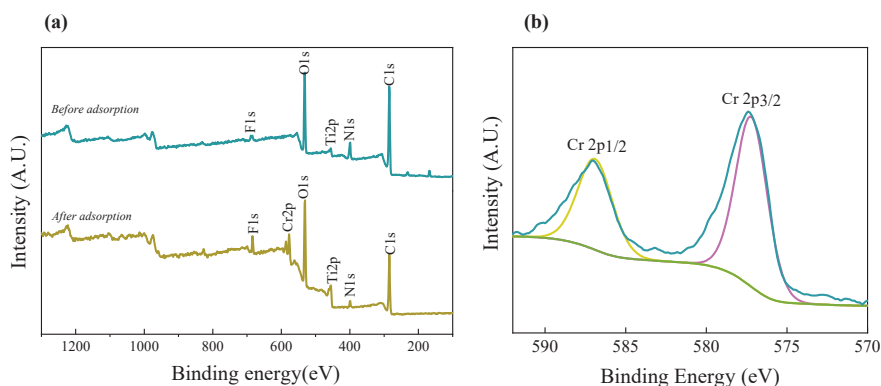 (a)
Intensity (A.U.)
Before adsorption
F1s
O1s
Ti2p
N1s
C1s
After adsorption
F1s
Cr2p
O1s
Ti2p
N1s
C1s
1200 1000 800 600 400 200
Binding energy(eV)
(b)
Intensity (A.U.)
Cr 2p1/2
Cr 2p3/2
590 585 580 575 570
Binding Energy (eV)